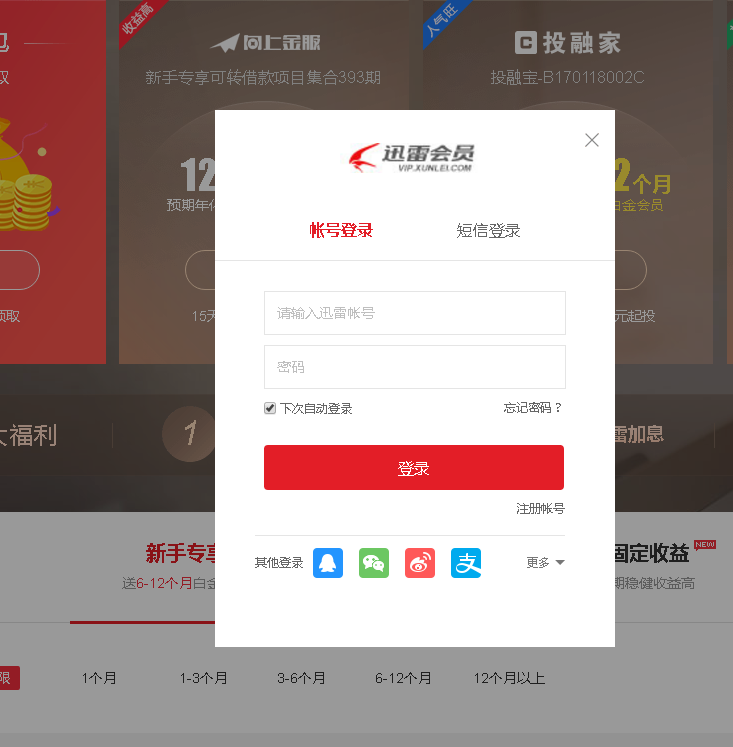 收益高
人气旺
向上金服
投融家
新手专享可转借款项目集合393期
投融宝-B170118002C
迅雷会员
VIP.XUNLEI.COM
12
2个月
预期年
白金会员
帐号登录
短信登录
请输入迅雷帐号
密码
下次自动登录
忘记密码？
领取
15天
元起投
大福利
1
雷加息
登录
注册帐号
其他登录
更多
新手专享
固定收益
NEW
送6-12个月白金
期稳健收益高
限
1个月
1-3个月
3-6个月
6-12个月
12个月以上